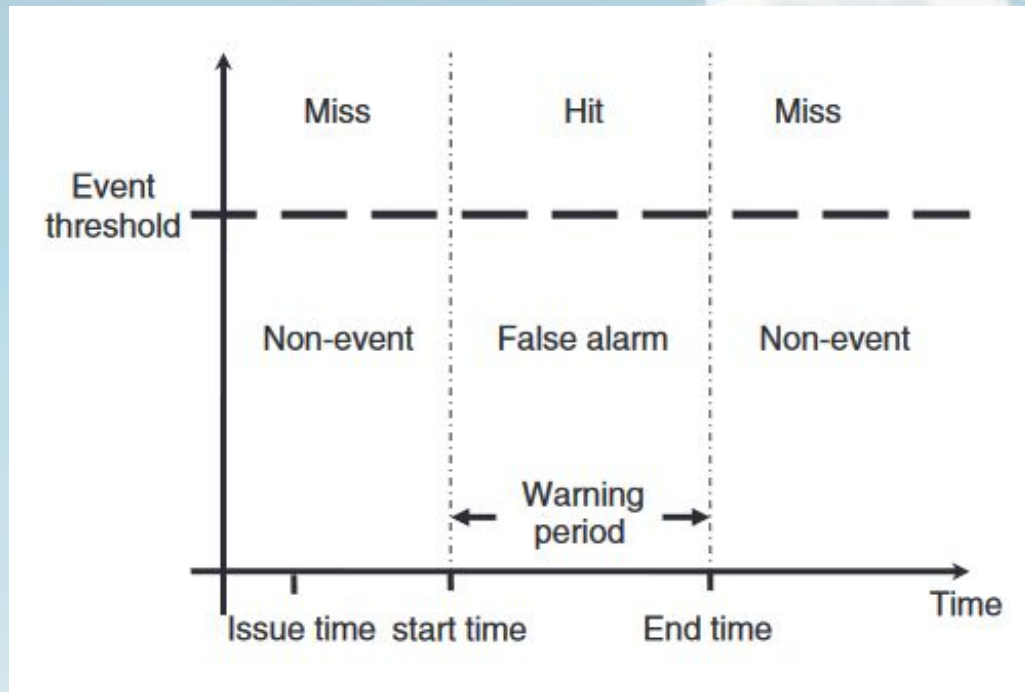 Miss
Hit
Miss
Event
threshold
Non-event
False alarm
Non-event
Warning
period
Time
Issue time
start time
End time